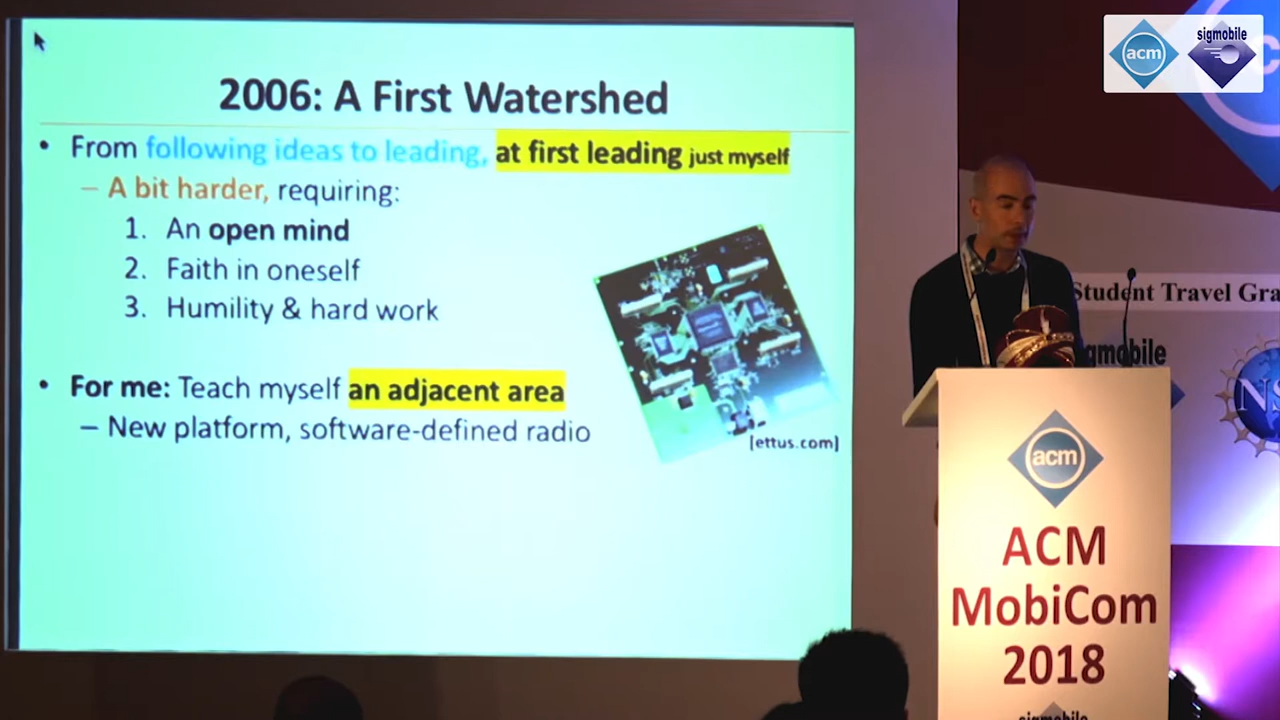 2006: A First Watershed
• From following ideas to leading, at first leading just myself
– A bit harder, requiring:
1. An open mind
2. Faith in oneself
3. Humility & hard work
• For me: Teach myself an adjacent area
– New platform, software-defined radio
[ettus.com]
acm
sigmobile
Student Travel Gra
gmobile
NS
acm
ACM
MobiCom
2018
sigmobile